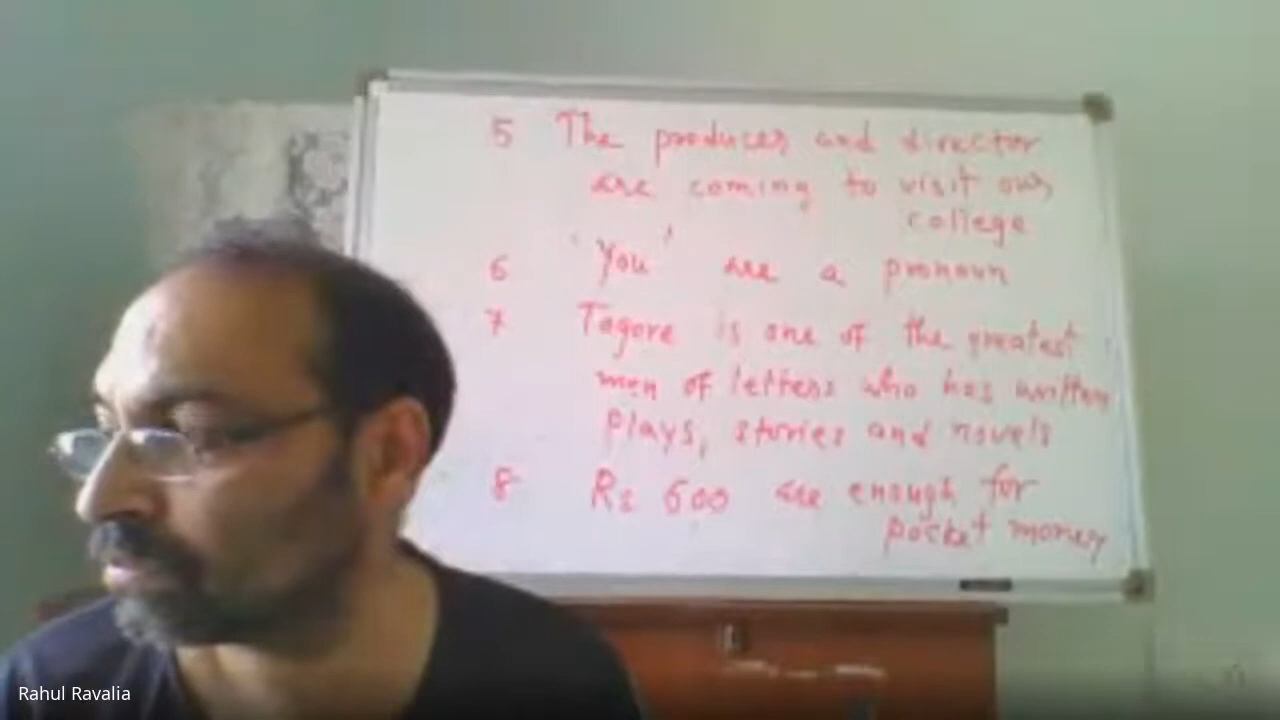 5 The producer and director
are coming to visit our
college
6 'You' are a pronoun
7 Tagore is one of the greatest
men of letters who has written
plays, stories and novels
8 Rs 600 are enough for
pocket money
Rahul Ravalia